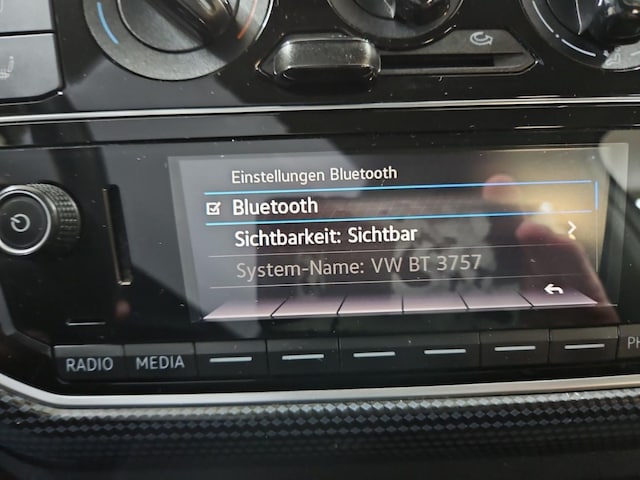 Einstellungen Bluetooth
Bluetooth
Sichtbarkeit: Sichtbar
System-Name: VW BT 3757
RADIO MEDIA